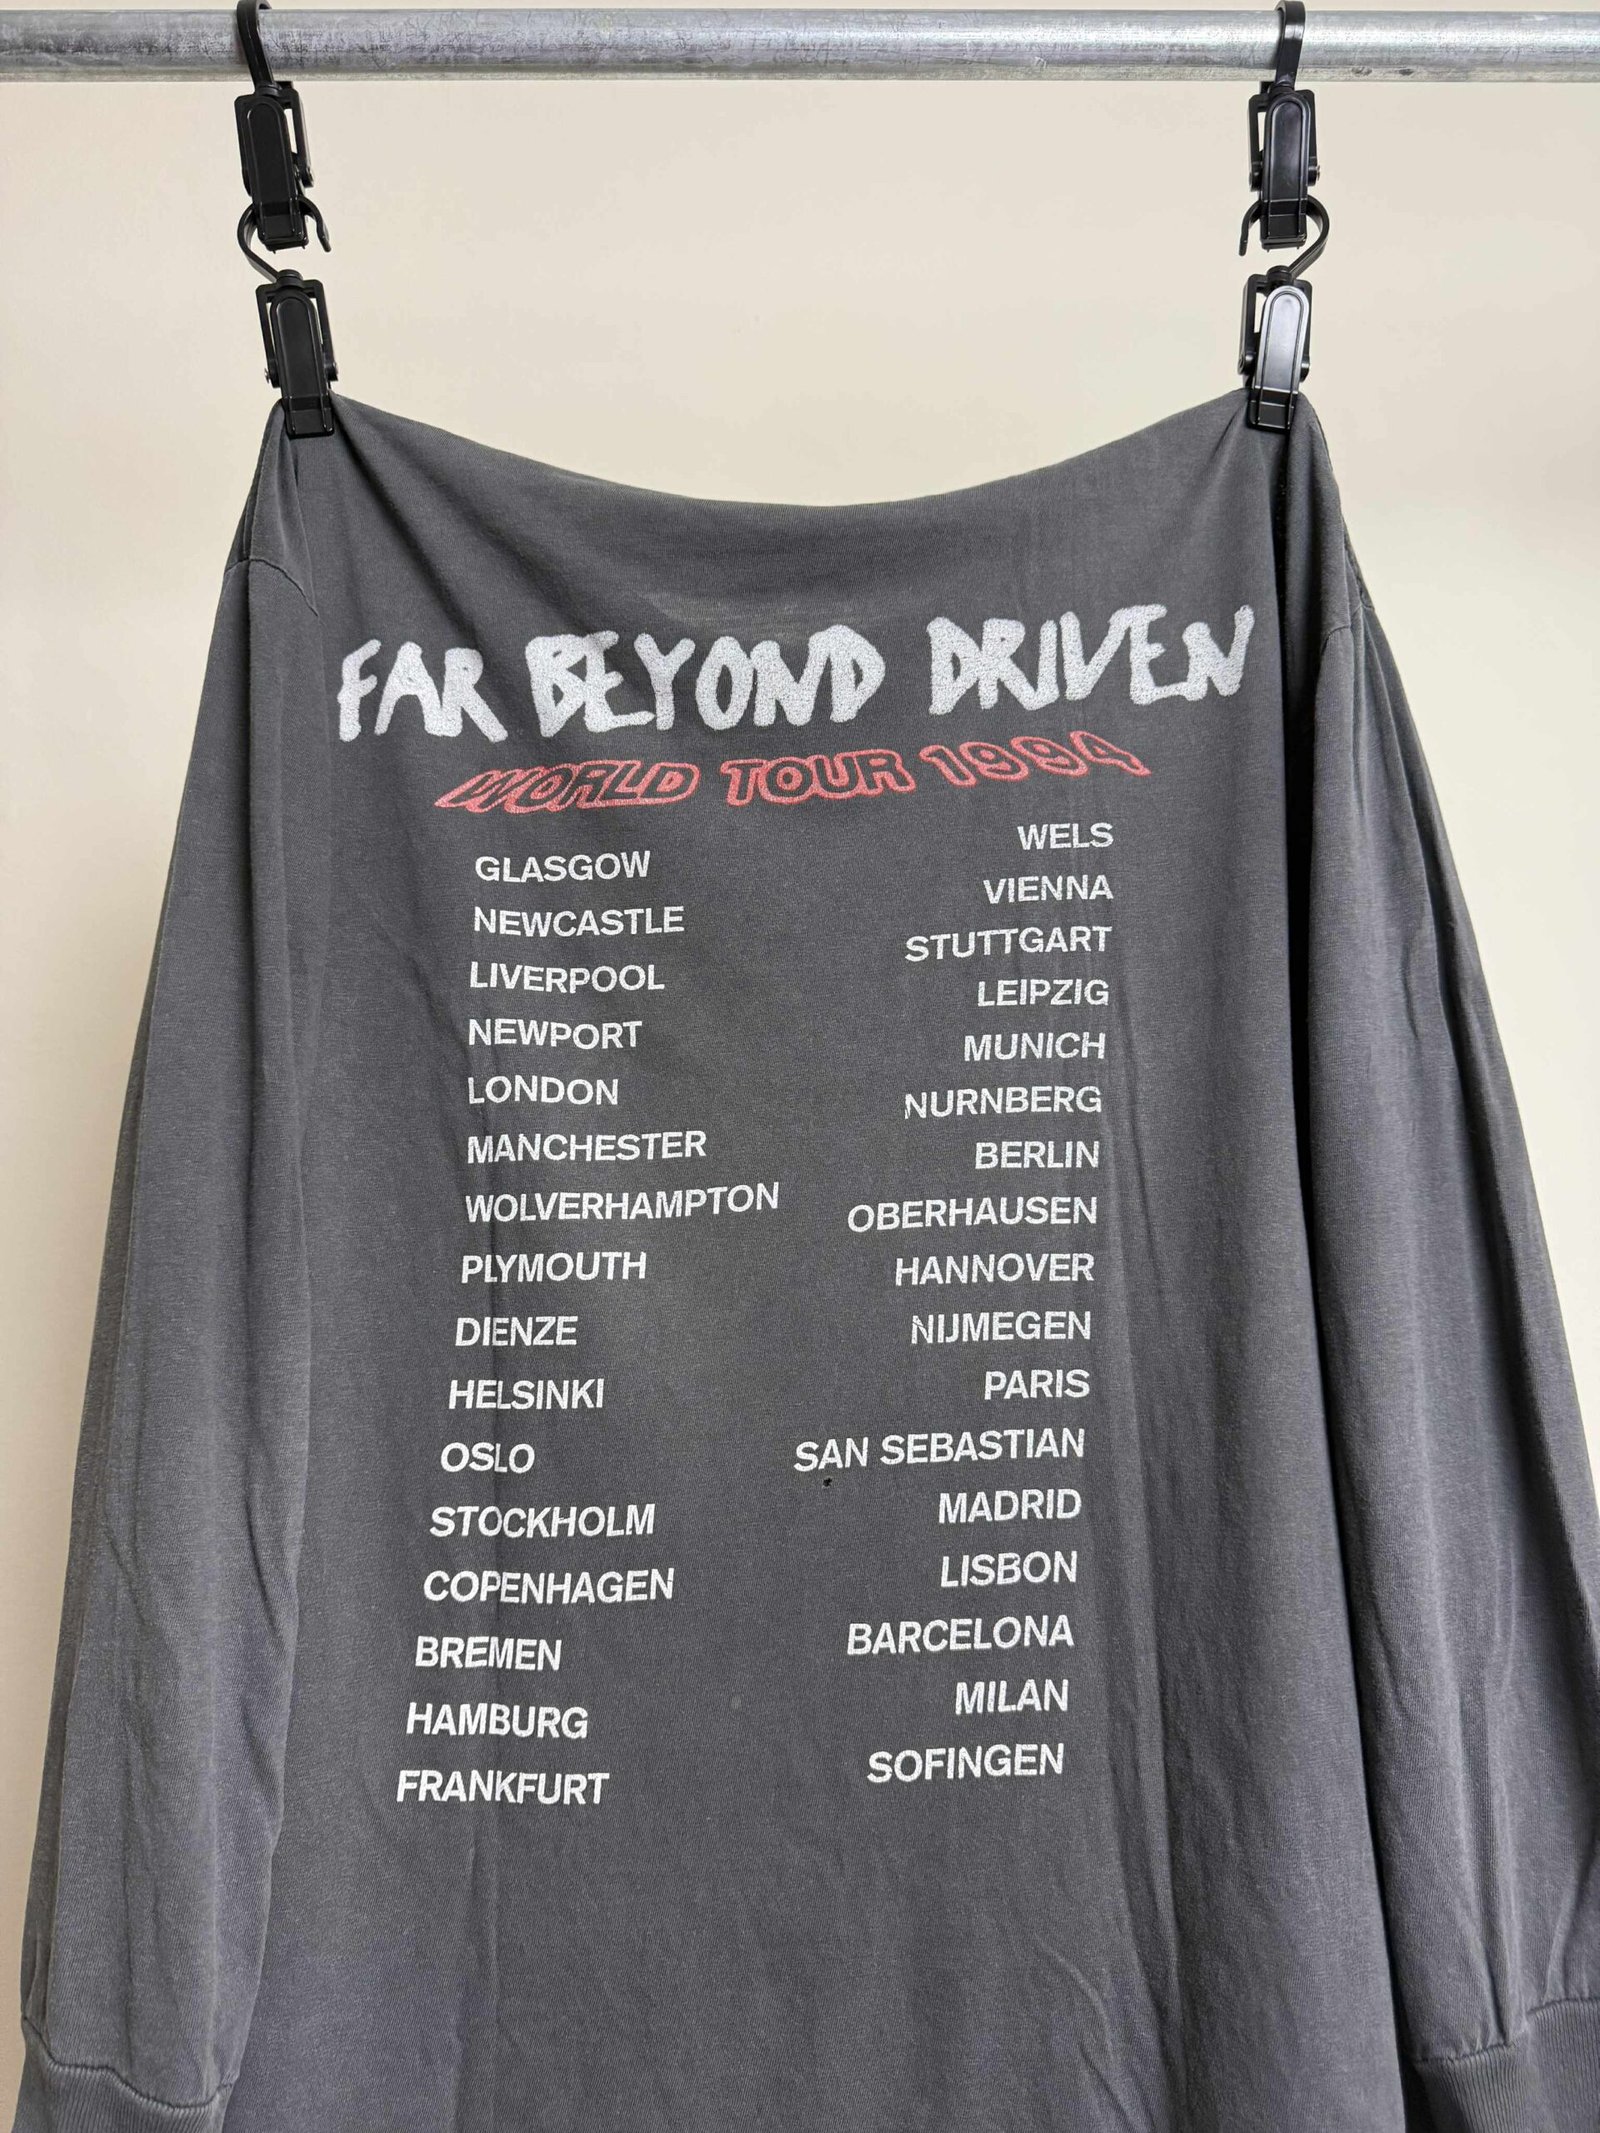 FAR BEYOND DRIVEN
WORLD TOUR 1994
GLASGOW
NEWCASTLE
LIVERPOOL
NEWPORT
LONDON
MANCHESTER
WOLVERHAMPTON
PLYMOUTH
DIENZE
HELSINKI
OSLO
STOCKHOLM
COPENHAGEN
BREMEN
HAMBURG
FRANKFURT
WELS
VIENNA
STUTTGART
LEIPZIG
MUNICH
NURNBERG
BERLIN
OBERHAUSEN
HANNOVER
NIJMEGEN
PARIS
SAN SEBASTIAN
MADRID
LISBON
BARCELONA
MILAN
SOFINGEN